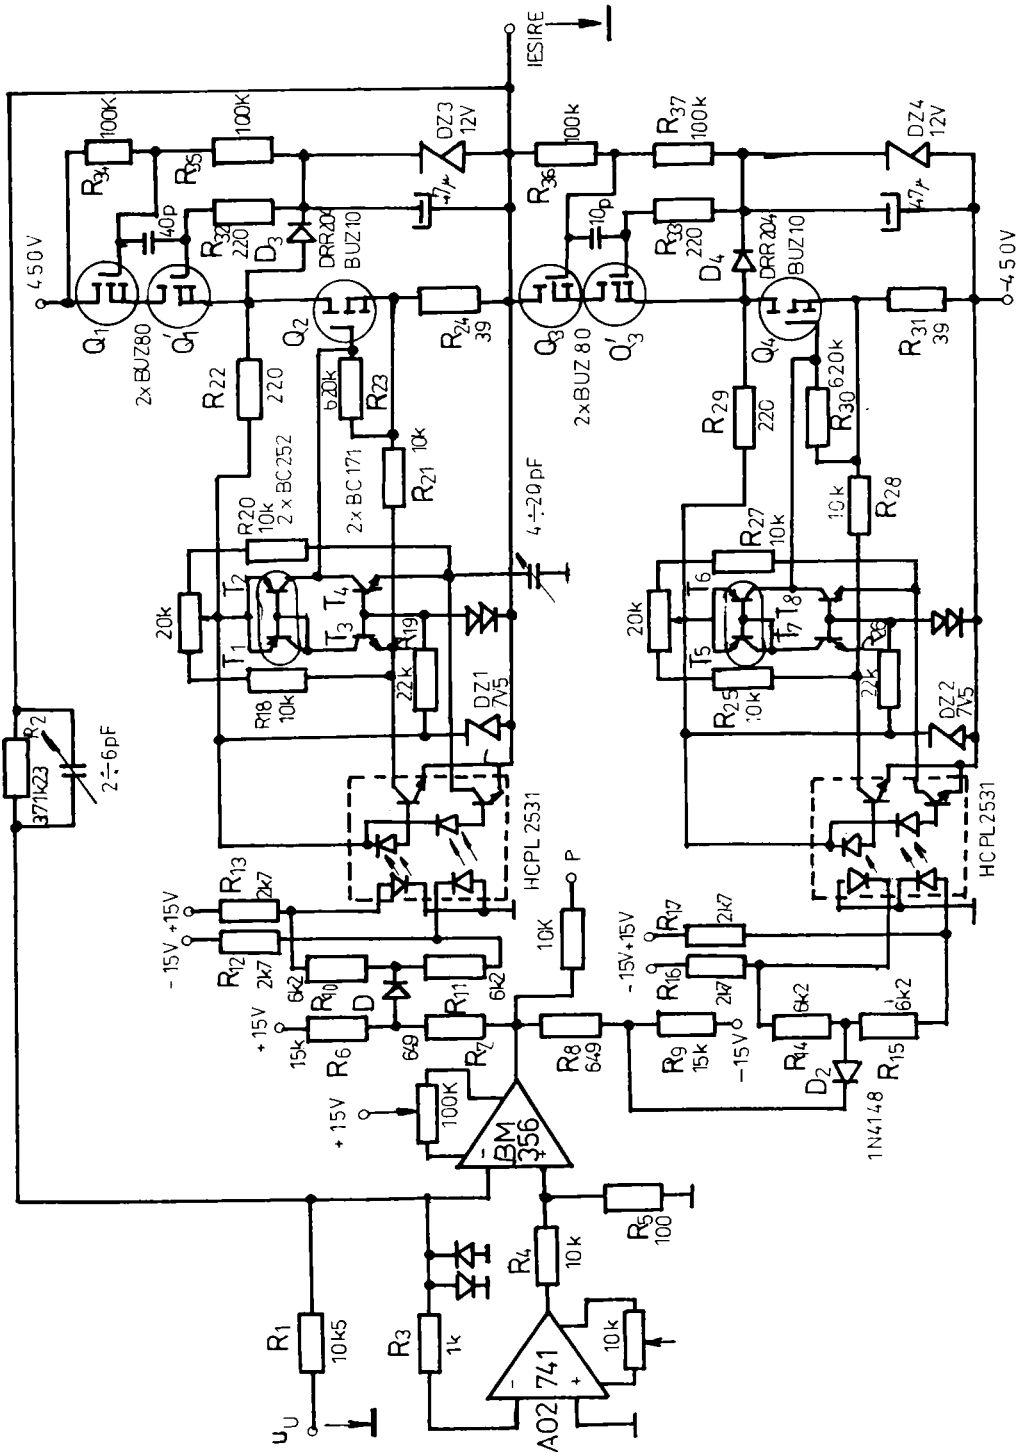 R2
371k23
2÷6pF
450V
R34
100K
R35
100K
Q1
40p
Q'1
2xBUZ80
R32
220
D3
DRR204
BUZ10
47µ
DZ3
12V
IESIRE
R22
220
Q2
620k
R23
R24
39
R21
10k
20k
R20
10k
2xBC252
2xBC171
T1
T2
T3
T4
R18
10k
R19
22k
DZ1
7V5
4÷20pF
HCPL2531
Q3
10p
Q'3
2xBUZ80
R36
100k
R37
100k
R33
220
D4
DRR204
BUZ10
47µ
DZ4
12V
R29
220
Q4
620k
R30
R31
39
-450V
10k
R28
20k
R27
10k
T5
T6
T7
T8
R25
10k
R26
22k
DZ2
7V5
HCPL2531
-15V
+15V
R13
2k7
R12
2k7
+15V
15k
R6
6k2
R10
D
R11
6k2
649
R7
10K
P
R8
649
R9
15k
-15V
-15V
+15V
R17
2k7
R16
2k7
6k2
R14
R15
6k2
D2
1N4148
+15V
100K
-
BM
356
+
R5
100
R4
10k
R1
10k5
uU
R3
1k
-
741
+
A02
10k